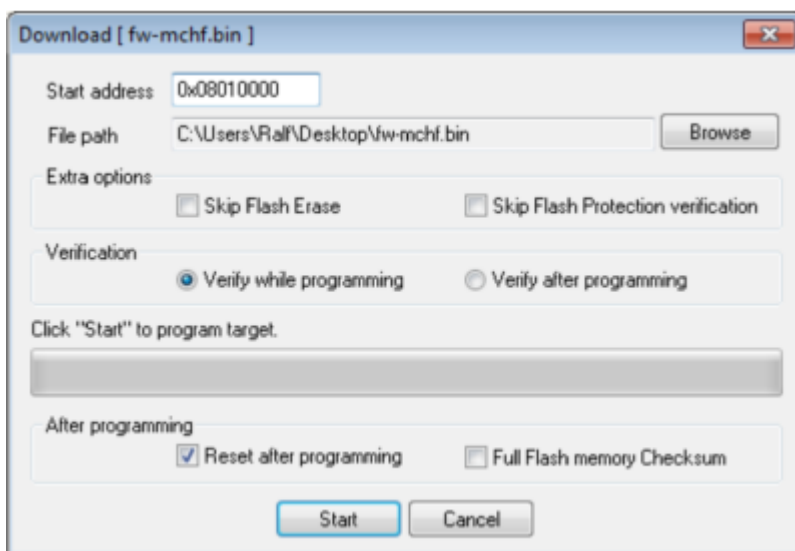 Download [ fw-mchf.bin ]
Start address 0x08010000
File path C:\Users\Ralf\Desktop\fw-mchf.bin Browse
Extra options
Skip Flash Erase Skip Flash Protection verification
Verification
Verify while programming Verify after programming
Click "Start" to program target.
After programming
Reset after programming Full Flash memory Checksum
Start Cancel